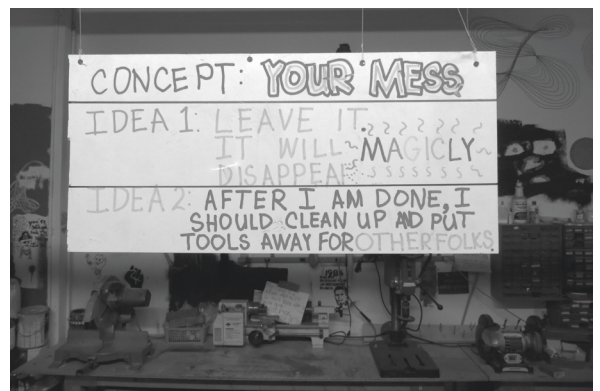 CONCEPT: YOUR MESS
IDEA 1: LEAVE IT.
IT WILL MAGICLY
DISAPPEAR
IDEA 2: AFTER I AM DONE, I
SHOULD CLEAN UP AND PUT
TOOLS AWAY FOR OTHER FOLKS